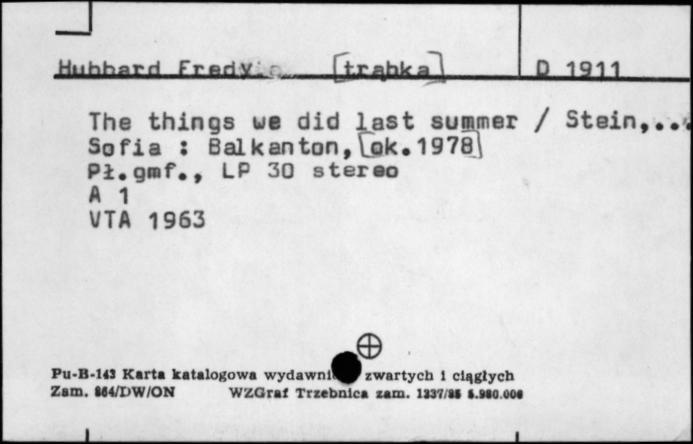 Hubbard Fredy [trąbka] D 1911
The things we did last summer / Stein,...
Sofia : Balkanton, [ok.1978]
Pł.gmf., LP 30 stereo
A 1
VTA 1963
Pu-B-143 Karta katalogowa zwartych i ciągłych
Zam. 864/DW/ON WZGraf Trzebnica zam. 1337/85 5.980.000